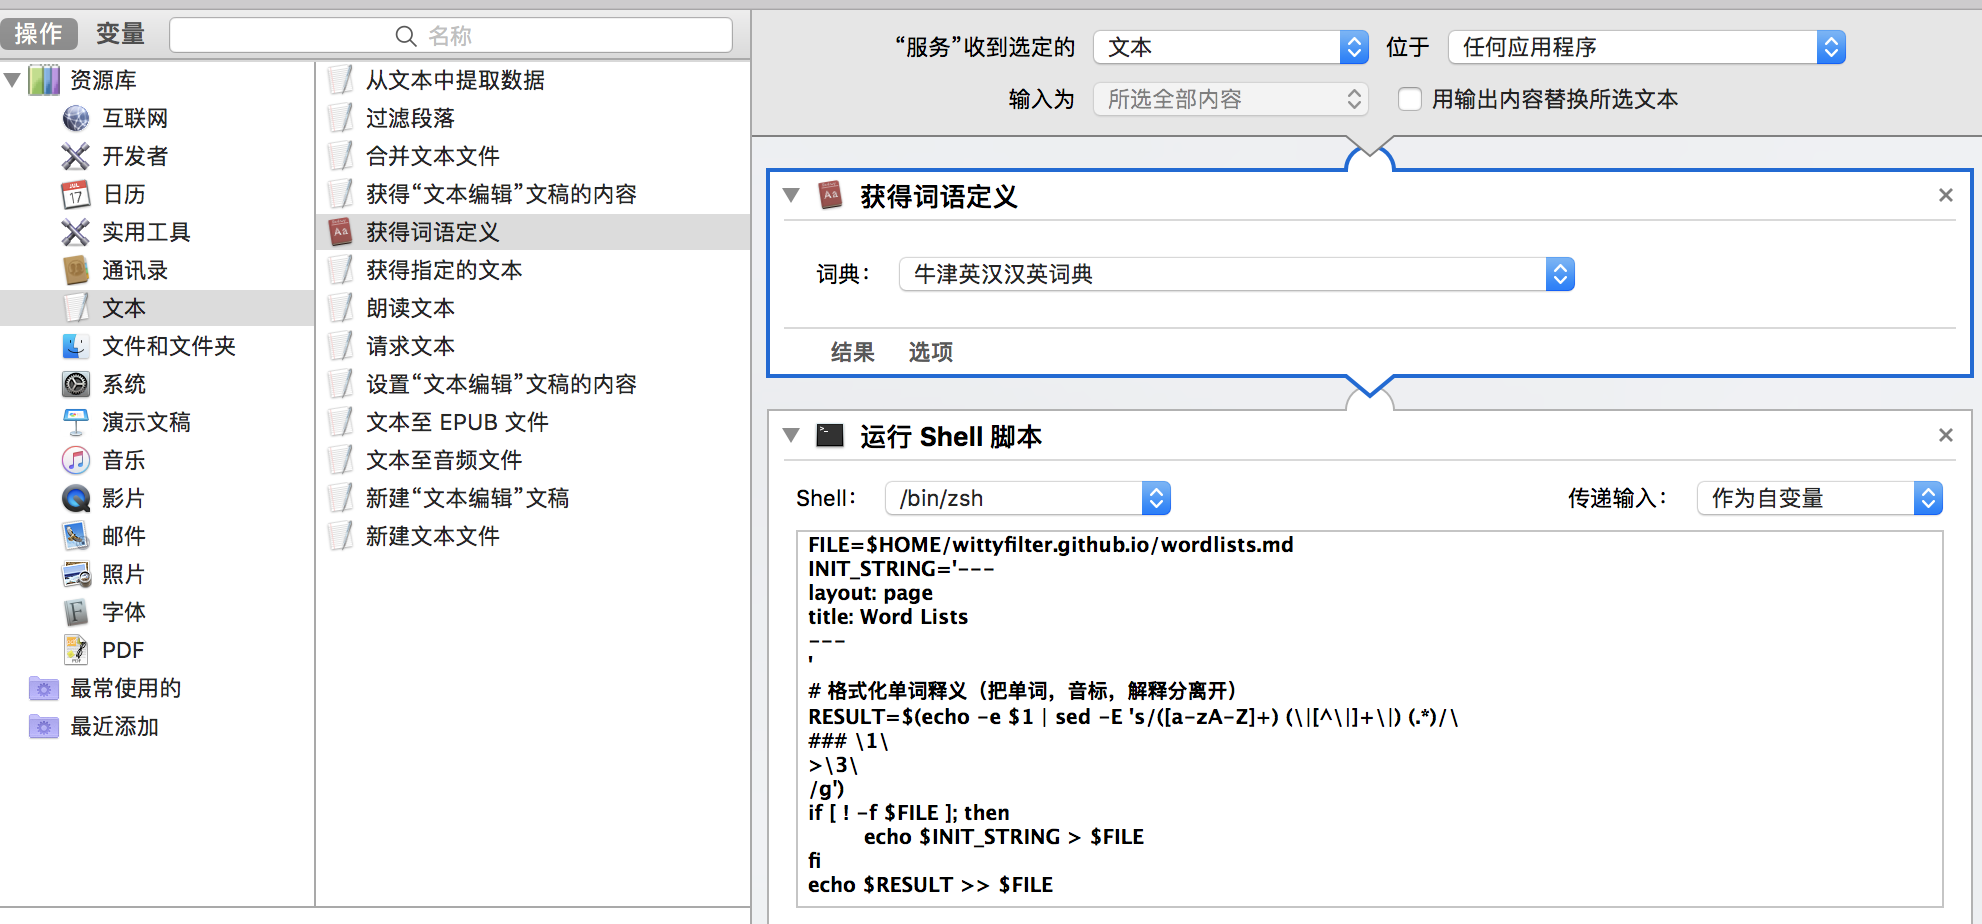 操作 变量 名称
资源库
互联网
开发者
日历
实用工具
通讯录
文本
文件和文件夹
系统
演示文稿
音乐
影片
邮件
照片
字体
PDF
最常使用的
最近添加
从文本中提取数据
过滤段落
合并文本文件
获得“文本编辑”文稿的内容
获得词语定义
获得指定的文本
朗读文本
请求文本
设置“文本编辑”文稿的内容
文本至 EPUB 文件
文本至音频文件
新建“文本编辑”文稿
新建文本文件
“服务”收到选定的 文本 位于 任何应用程序
输入为 所选全部内容 用输出内容替换所选文本
获得词语定义
词典： 牛津英汉汉英词典
结果 选项
运行 Shell 脚本
Shell： /bin/zsh 传递输入： 作为自变量
FILE=$HOME/wittyfilter.github.io/wordlists.md
INIT_STRING='---
layout: page
title: Word Lists
---
'
# 格式化单词释义（把单词，音标，解释分离开）
RESULT=$(echo -e $1 | sed -E 's/([a-zA-Z]+) (\|[^\|]+\|) (.*)/\
### \1\
>\3\
/g')
if [ ! -f $FILE ]; then
echo $INIT_STRING > $FILE
fi
echo $RESULT >> $FILE